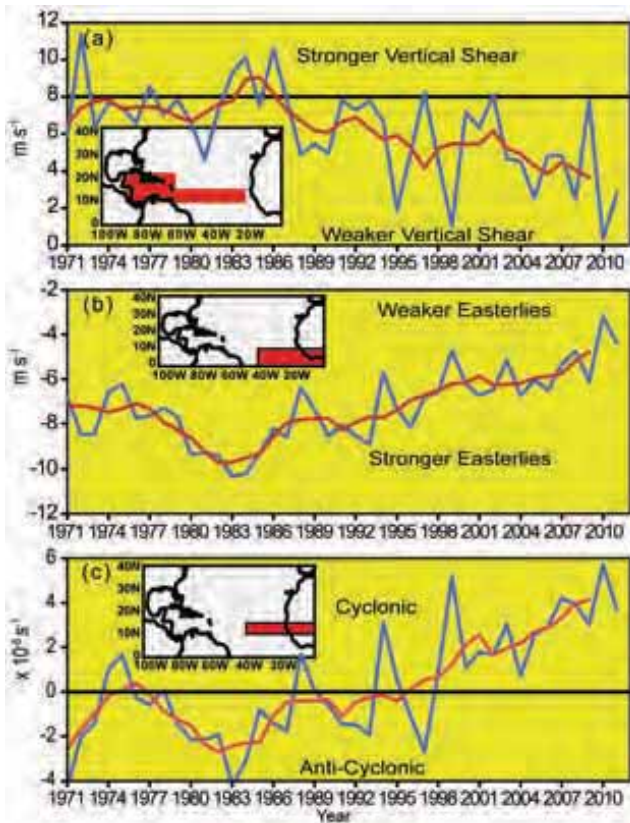 (a)
Stronger Vertical Shear
12
10
8
6
4
2
0
m s⁻¹
40N
30N
20N
10N
0
100W 80W 60W 40W 20W
Weaker Vertical Shear
1971 1974 1977 1980 1983 1986 1989 1992 1995 1998 2001 2004 2007 2010
(b)
Weaker Easterlies
-2
-4
-6
-8
-10
-12
m s⁻¹
40N
30N
20N
10N
0
100W 80W 60W 40W 20W
Stronger Easterlies
1971 1974 1977 1980 1983 1986 1989 1992 1995 1998 2001 2004 2007 2010
(c)
Cyclonic
6
4
2
0
-2
-4
40N
30N
20N
10N
0
100W 80W 60W 40W 20W
Anti-Cyclonic
1971 1974 1977 1980 1983 1986 1989 1992 1995 1998 2001 2004 2007 2010
Year